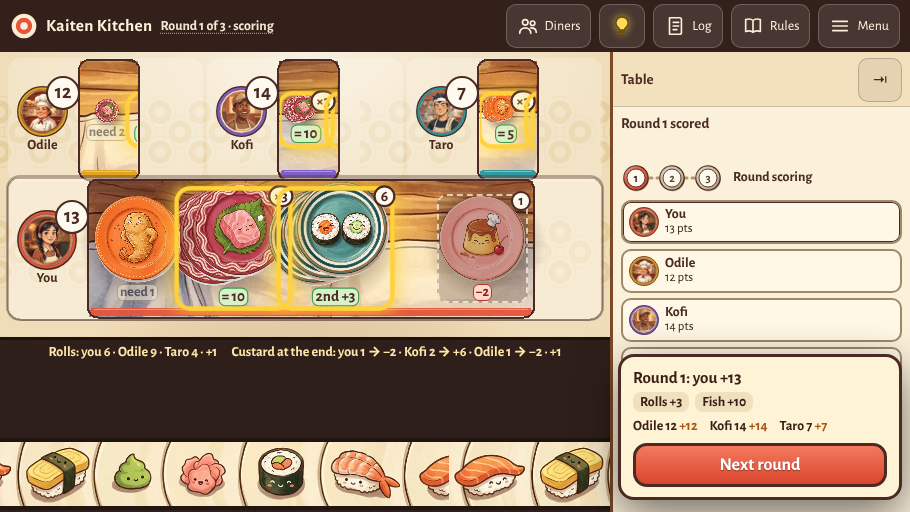 Kaiten Kitchen
Round 1 of 3 · scoring
Diners
Log
Rules
Menu
12
Odile
need 2
14
Kofi
=10
7
Taro
=5
13
You
need 1
=10
6
2nd +3
1
−2
Rolls: you 6 · Odile 9 · Taro 4 · +1
Custard at the end: you 1 → −2 · Kofi 2 → +6 · Odile 1 → −2 · +1
Table
Round 1 scored
1
2
3
Round scoring
You
13 pts
Odile
12 pts
Kofi
14 pts
Round 1: you +13
Rolls +3
Fish +10
Odile 12 +12
Kofi 14 +14
Taro 7 +7
Next round